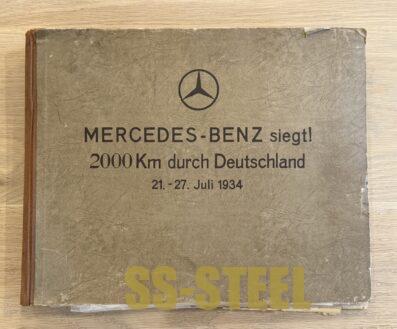 MERCEDES-BENZ siegt!
2000 Km durch Deutschland
21.-27. Juli 1934
SS-STEEL